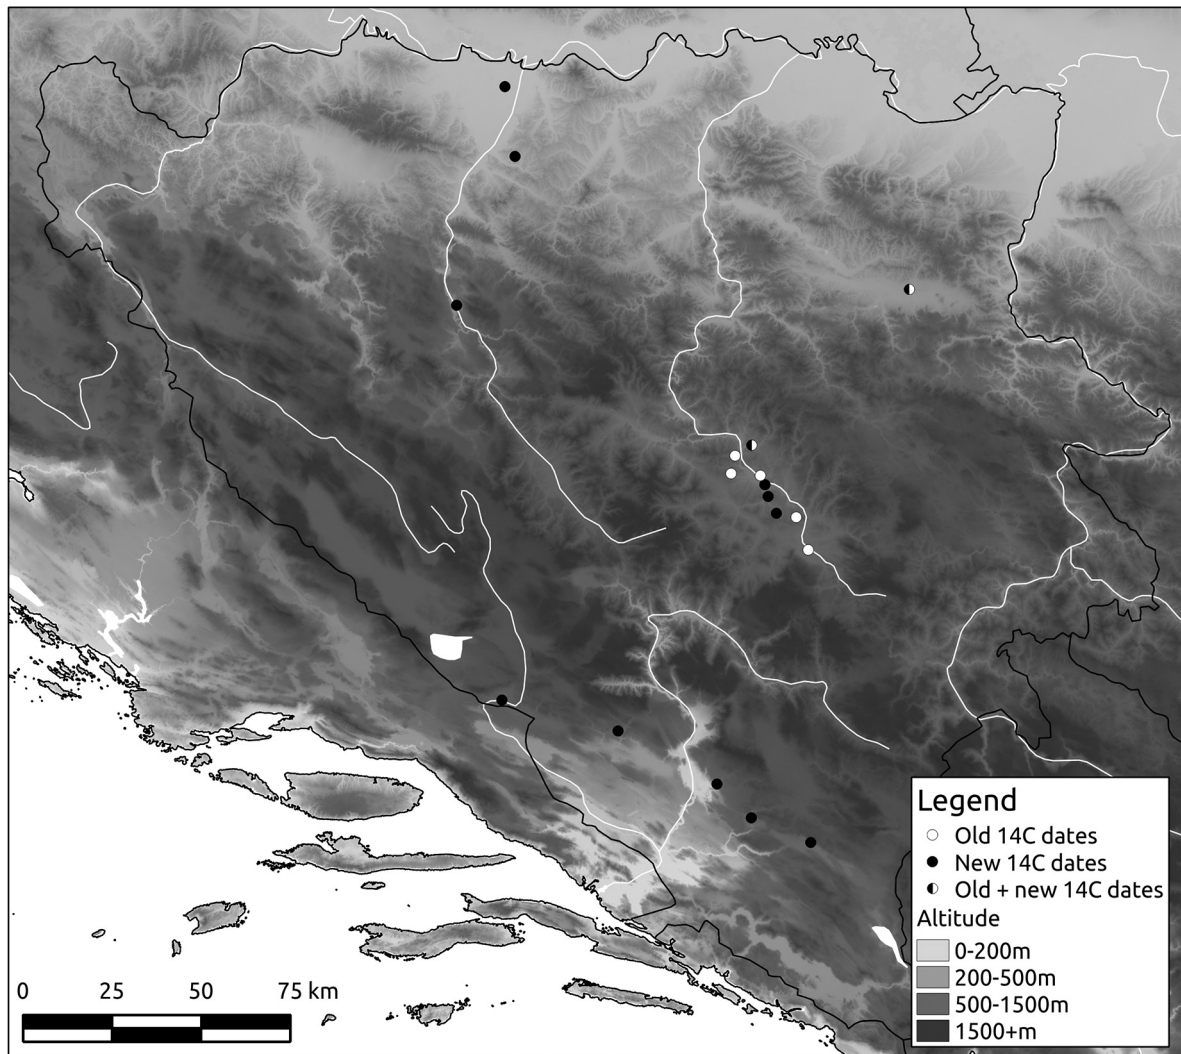 Legend
Old 14C dates
New 14C dates
Old + new 14C dates
Altitude
0-200m
200-500m
500-1500m
1500+m
0 25 50 75 km